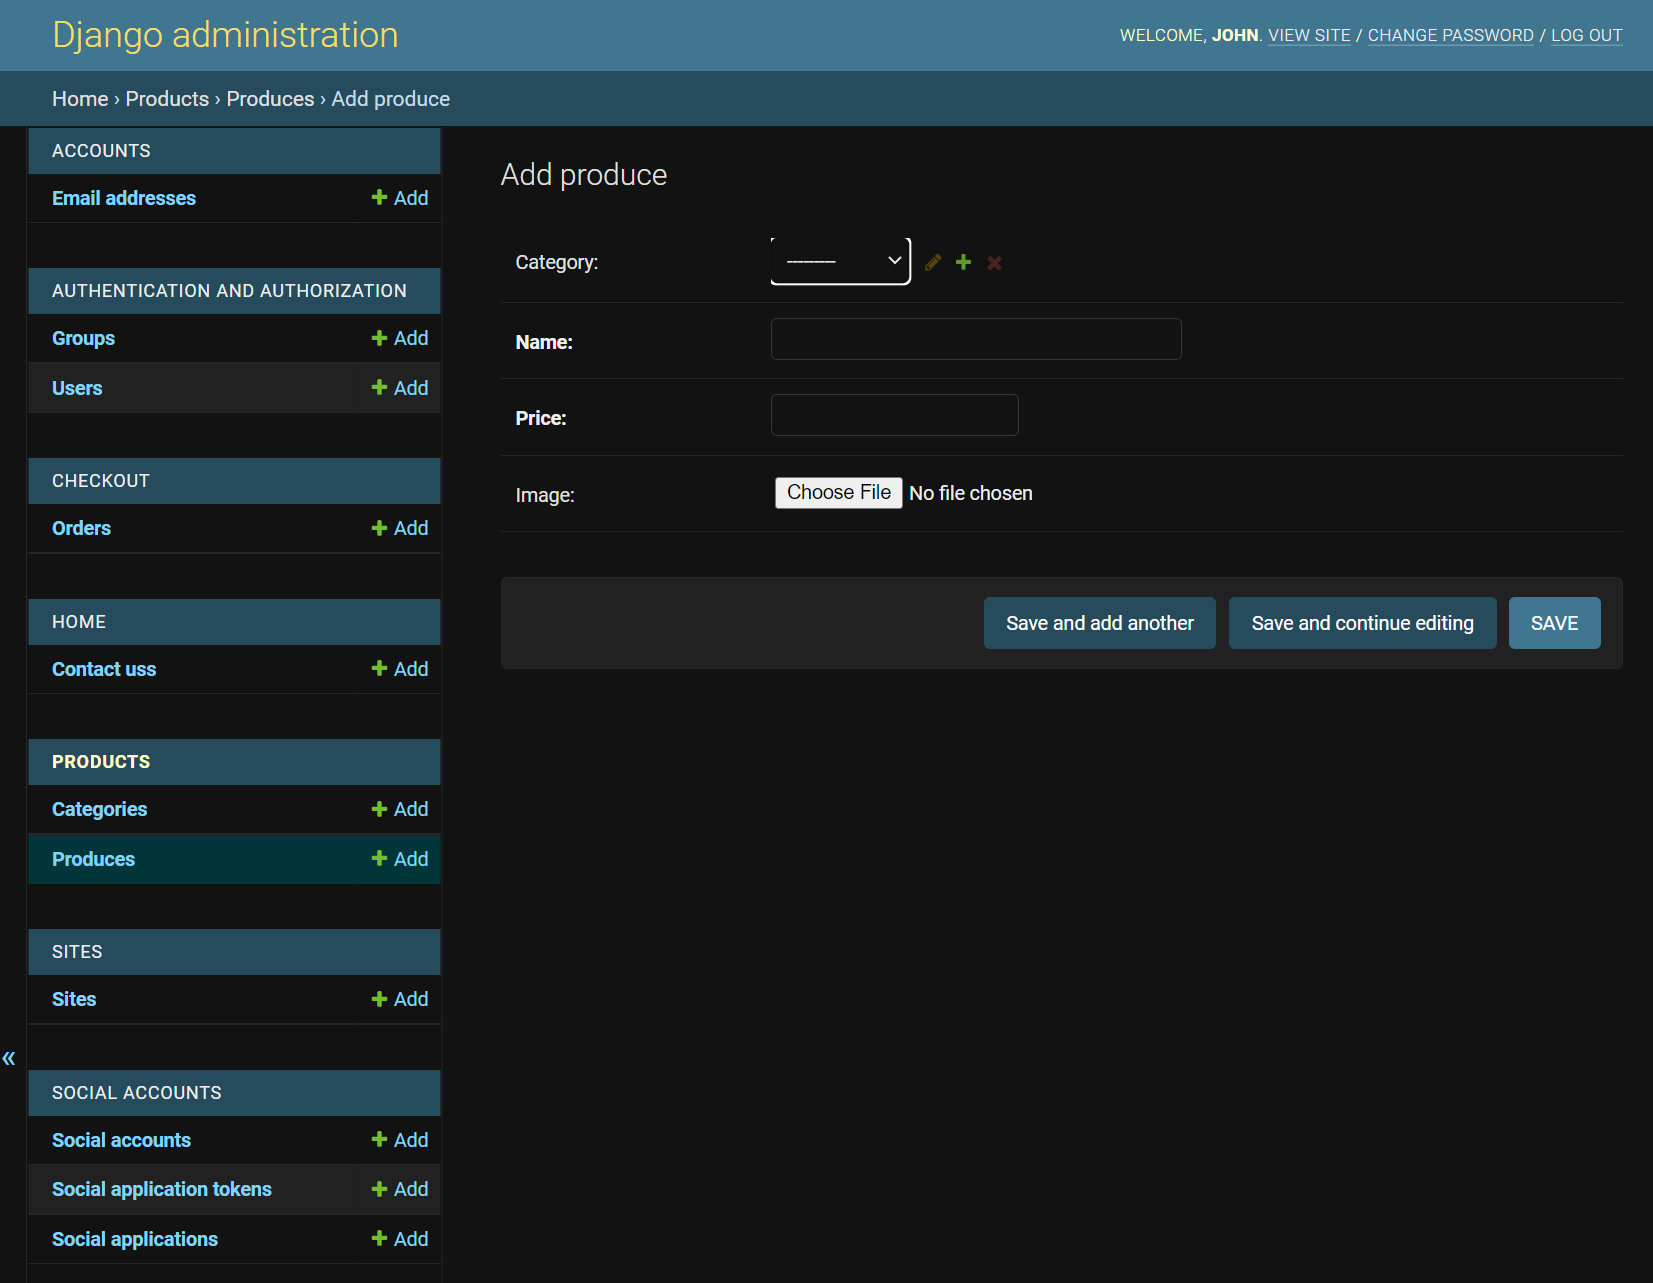 Django administration
WELCOME, JOHN. VIEW SITE / CHANGE PASSWORD / LOG OUT
Home › Products › Produces › Add produce
ACCOUNTS
Email addresses Add
AUTHENTICATION AND AUTHORIZATION
Groups Add
Users Add
CHECKOUT
Orders Add
HOME
Contact uss Add
PRODUCTS
Categories Add
Produces Add
SITES
Sites Add
«
SOCIAL ACCOUNTS
Social accounts Add
Social application tokens Add
Social applications Add
Add produce
Category: ---------
Name:
Price:
Image: Choose File No file chosen
Save and add another Save and continue editing SAVE